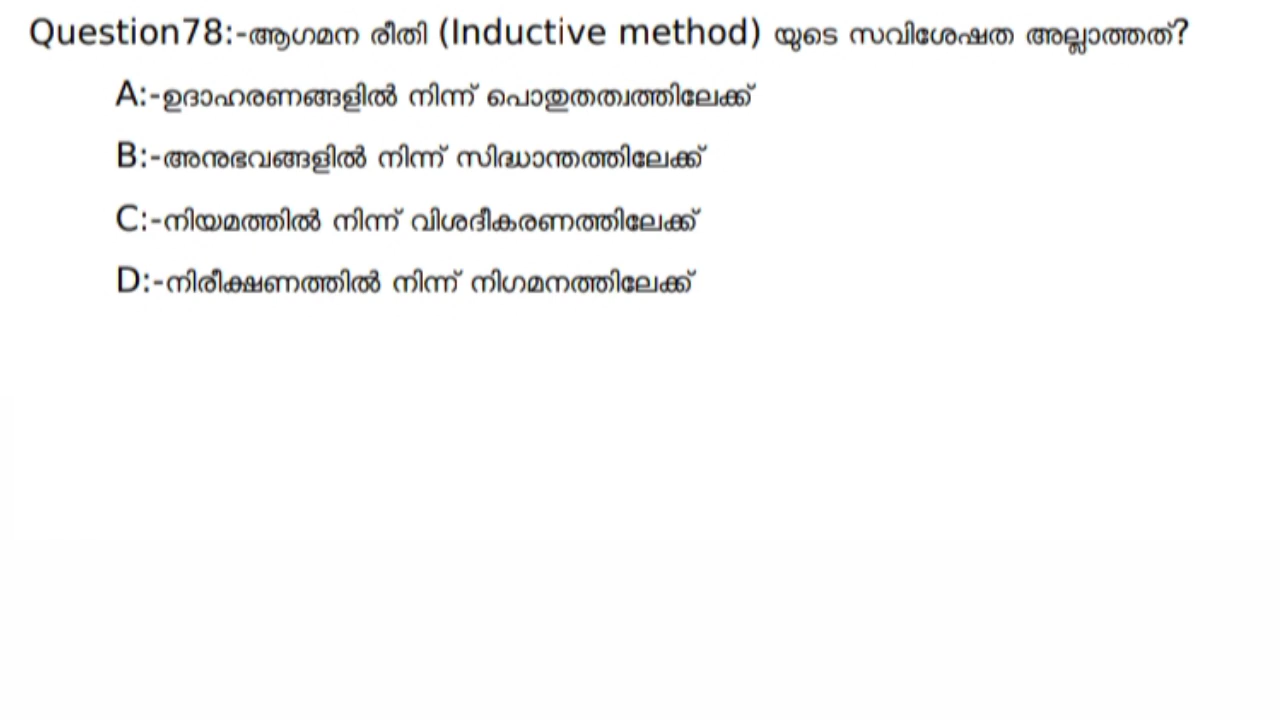 Question78:-ആഗമന രീതി (Inductive method) യുടെ സവിശേഷത അല്ലാത്തത്?
A:-ഉദാഹരണങ്ങളിൽ നിന്ന് പൊതുതത്വത്തിലേക്ക്
B:-അനുഭവങ്ങളിൽ നിന്ന് സിദ്ധാന്തത്തിലേക്ക്
C:-നിയമത്തിൽ നിന്ന് വിശദീകരണത്തിലേക്ക്
D:-നിരീക്ഷണത്തിൽ നിന്ന് നിഗമനത്തിലേക്ക്